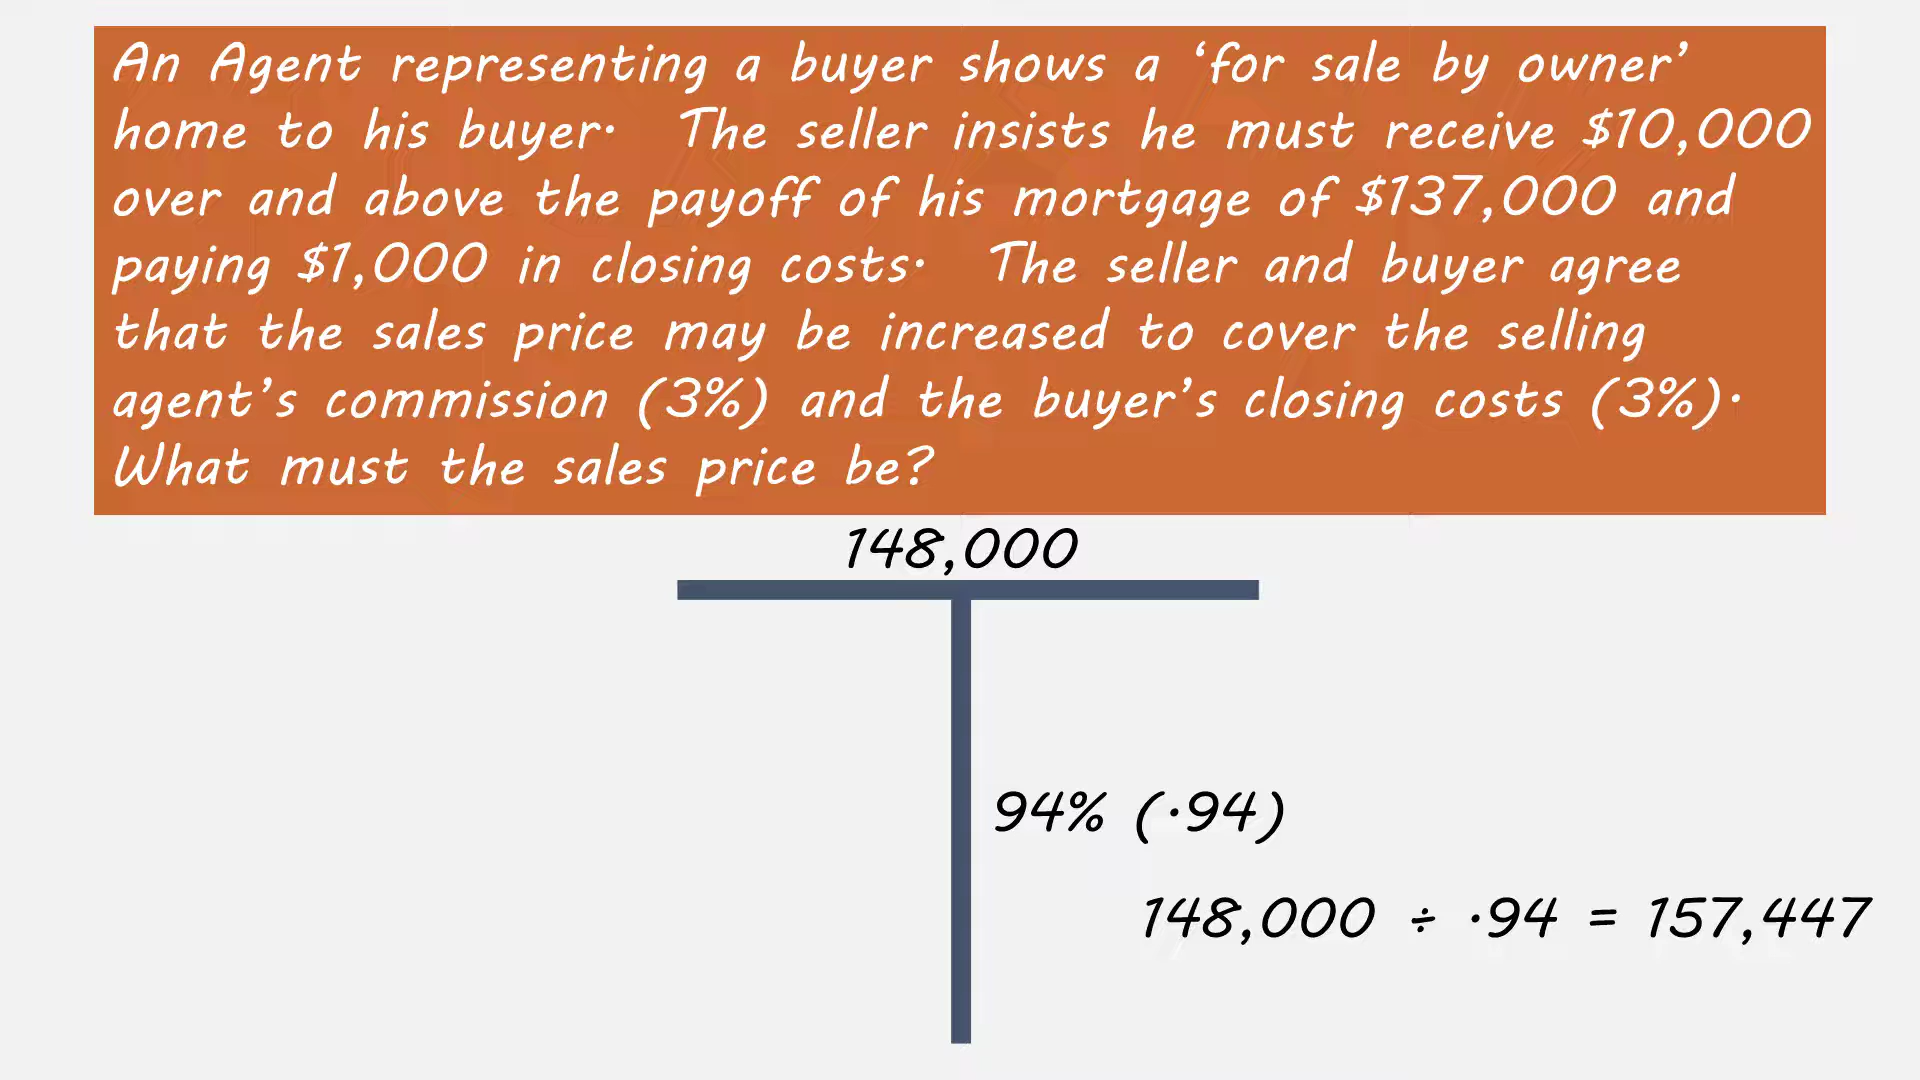 An Agent representing a buyer shows a ‘for sale by owner’
home to his buyer.  The seller insists he must receive $10,000
over and above the payoff of his mortgage of $137,000 and
paying $1,000 in closing costs.  The seller and buyer agree
that the sales price may be increased to cover the selling
agent’s commission (3%) and the buyer’s closing costs (3%).
What must the sales price be?
148,000
94% (.94)
148,000 ÷ .94 = 157,447